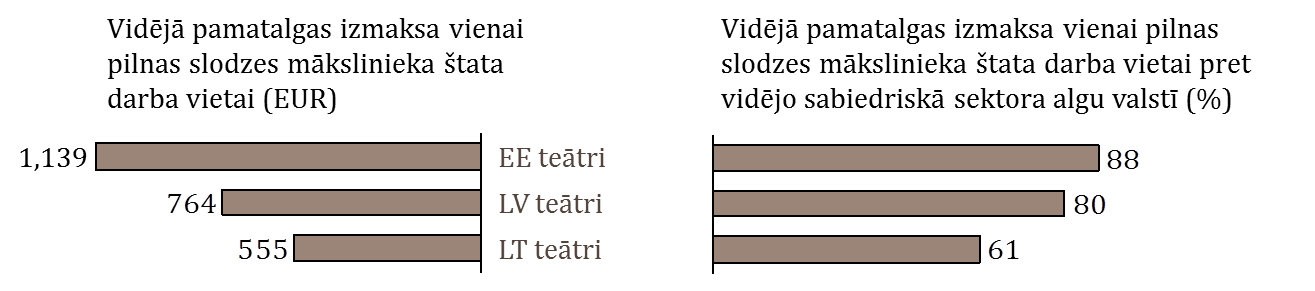 Vidējā pamatalgas izmaksa vienai
pilnas slodzes mākslinieka štata
darba vietai (EUR)
1,139
EE teātri
764
LV teātri
555
LT teātri
Vidējā pamatalgas izmaksa vienai pilnas
slodzes mākslinieka štata darba vietai pret
vidējo sabiedriskā sektora algu valstī (%)
88
80
61